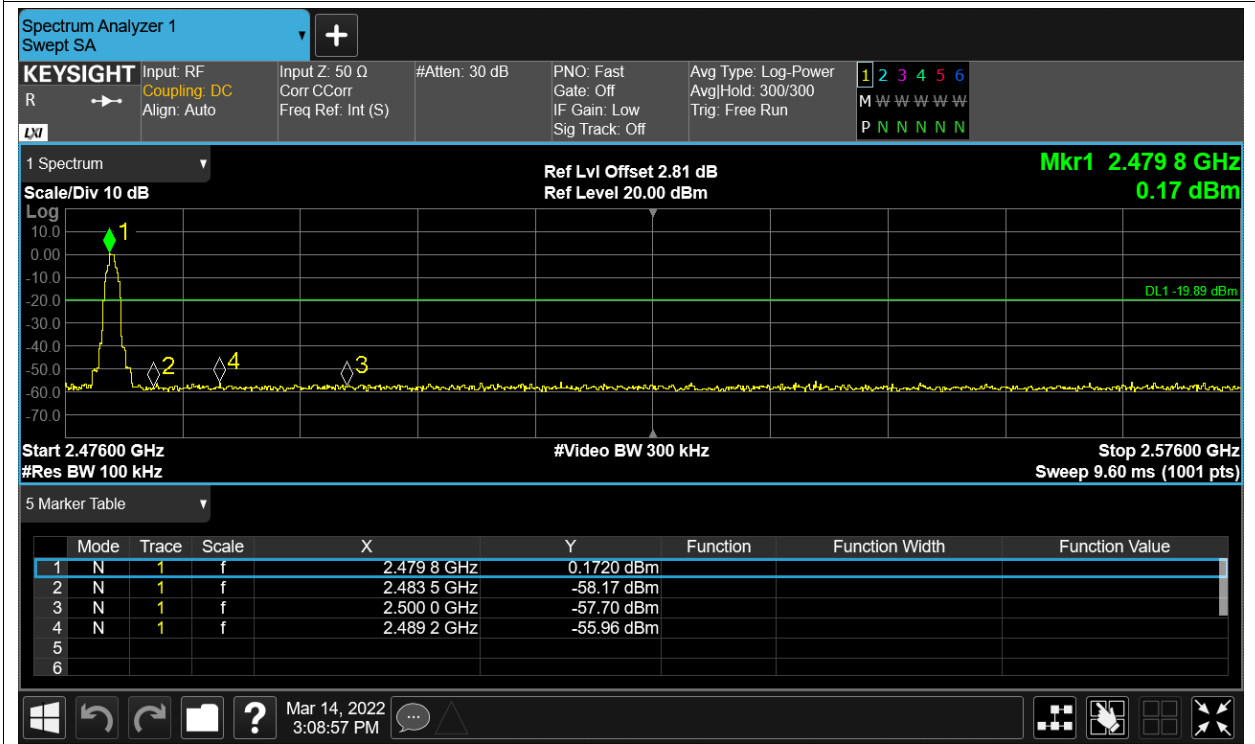 Spectrum Analyzer 1
Swept SA
+
KEYSIGHT Input: RF Input Z: 50 Ω #Atten: 30 dB PNO: Fast Avg Type: Log-Power 1 2 3 4 5 6
R Coupling: DC Corr CCorr Gate: Off Avg|Hold: 300/300 M W W W W W W
Align: Auto Freq Ref: Int (S) IF Gain: Low Trig: Free Run
LXI Sig Track: Off P N N N N N N
1 Spectrum Ref Lvl Offset 2.81 dB Mkr1 2.479 8 GHz
Scale/Div 10 dB Ref Level 20.00 dBm 0.17 dBm
Log
10.0 1
0.00
-10.0
DL1 -19.89 dBm
-20.0
-30.0
-40.0
-50.0 2 4 3
-60.0
-70.0
Start 2.47600 GHz #Video BW 300 kHz Stop 2.57600 GHz
#Res BW 100 kHz Sweep 9.60 ms (1001 pts)
5 Marker Table
Mode Trace Scale X Y Function Function Width Function Value
1 N 1 f 2.479 8 GHz 0.1720 dBm
2 N 1 f 2.483 5 GHz -58.17 dBm
3 N 1 f 2.500 0 GHz -57.70 dBm
4 N 1 f 2.489 2 GHz -55.96 dBm
5
6
? Mar 14, 2022
3:08:57 PM